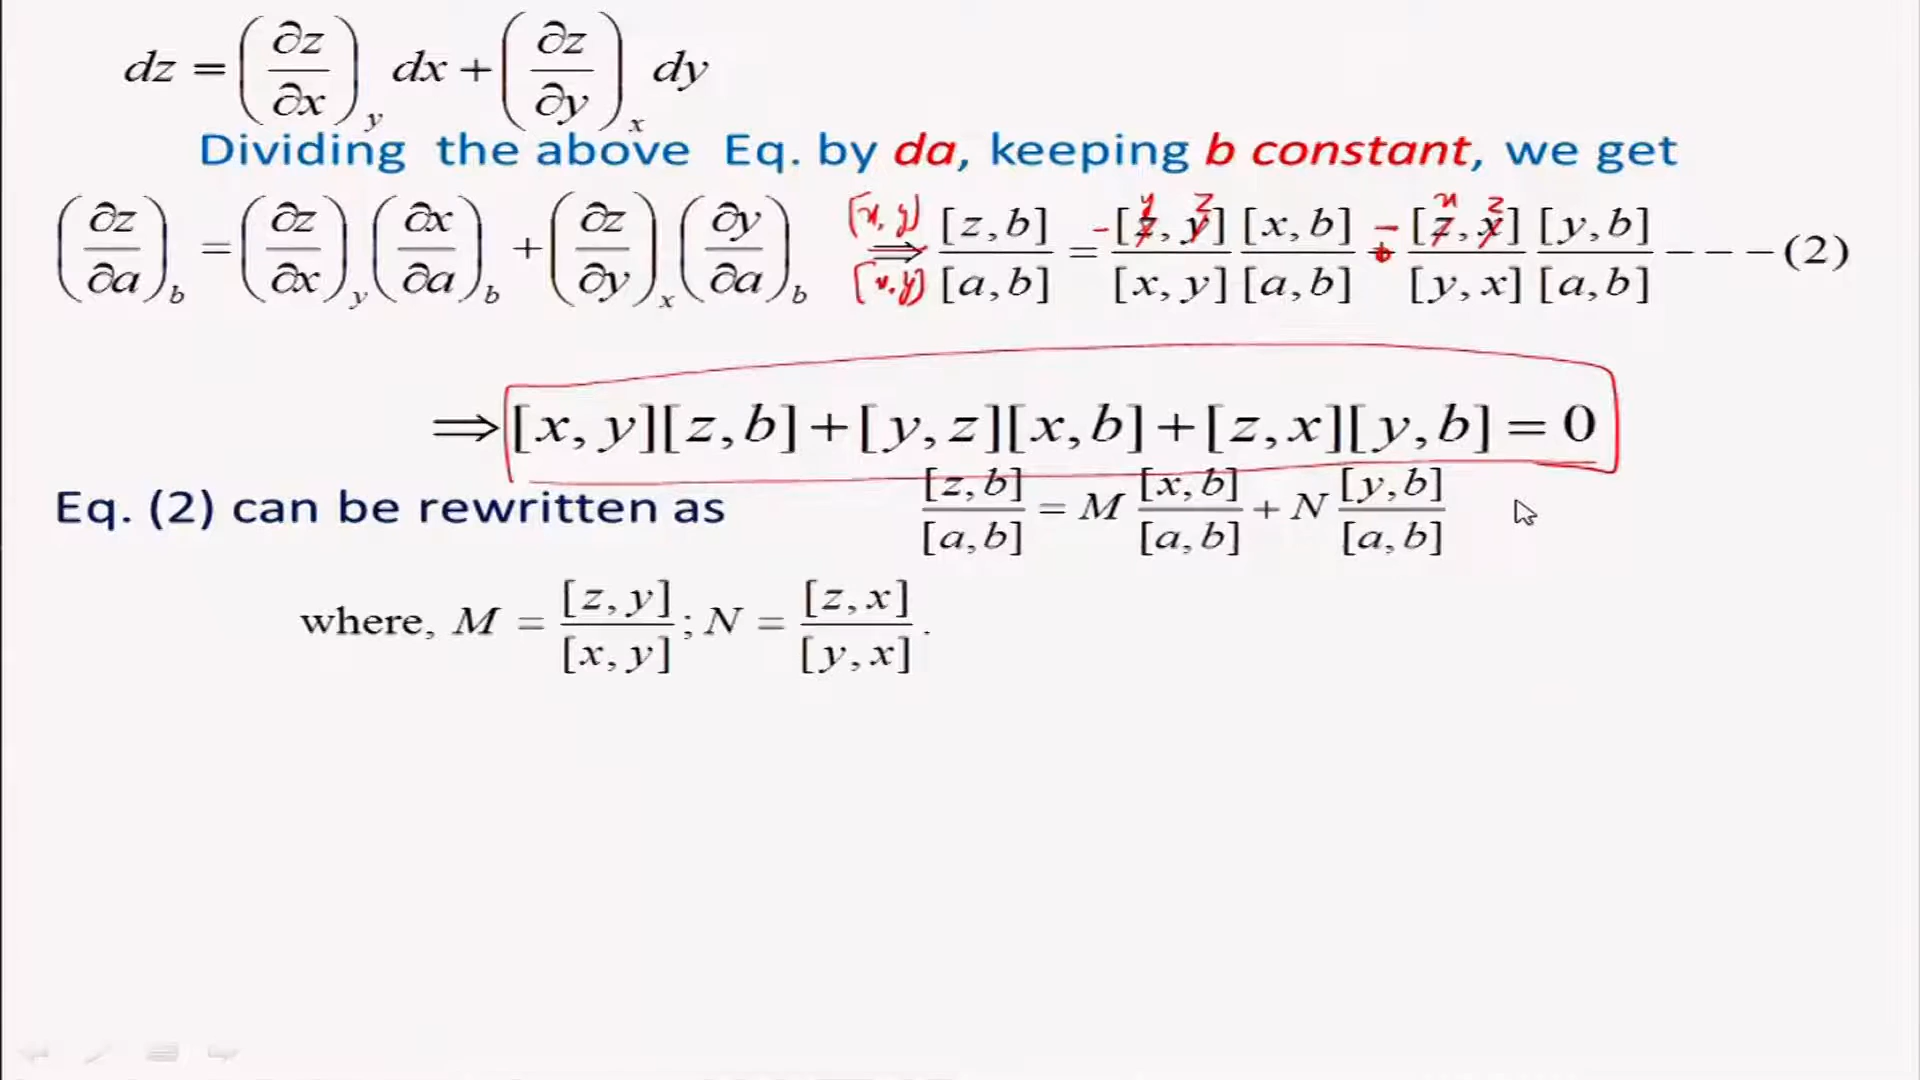 dz = (∂z/∂x)_y dx + (∂z/∂y)_x dy
Dividing the above Eq. by da, keeping b constant, we get
(∂z/∂a)_b = (∂z/∂x)_y (∂x/∂a)_b + (∂z/∂y)_x (∂y/∂a)_b [x, y]/[x, y] ⇒ [z,b]/[a,b] = -[z, y]/[x, y] y z [x,b]/[a,b] + - [z, x]/[y, x] x z [y,b]/[a,b] - - - - (2)
⇒ [x, y][z,b] + [y, z][x,b] + [z, x][y,b] = 0
Eq. (2) can be rewritten as [z,b]/[a,b] = M [x,b]/[a,b] + N [y,b]/[a,b]
where, M = [z, y]/[x, y]; N = [z, x]/[y, x].